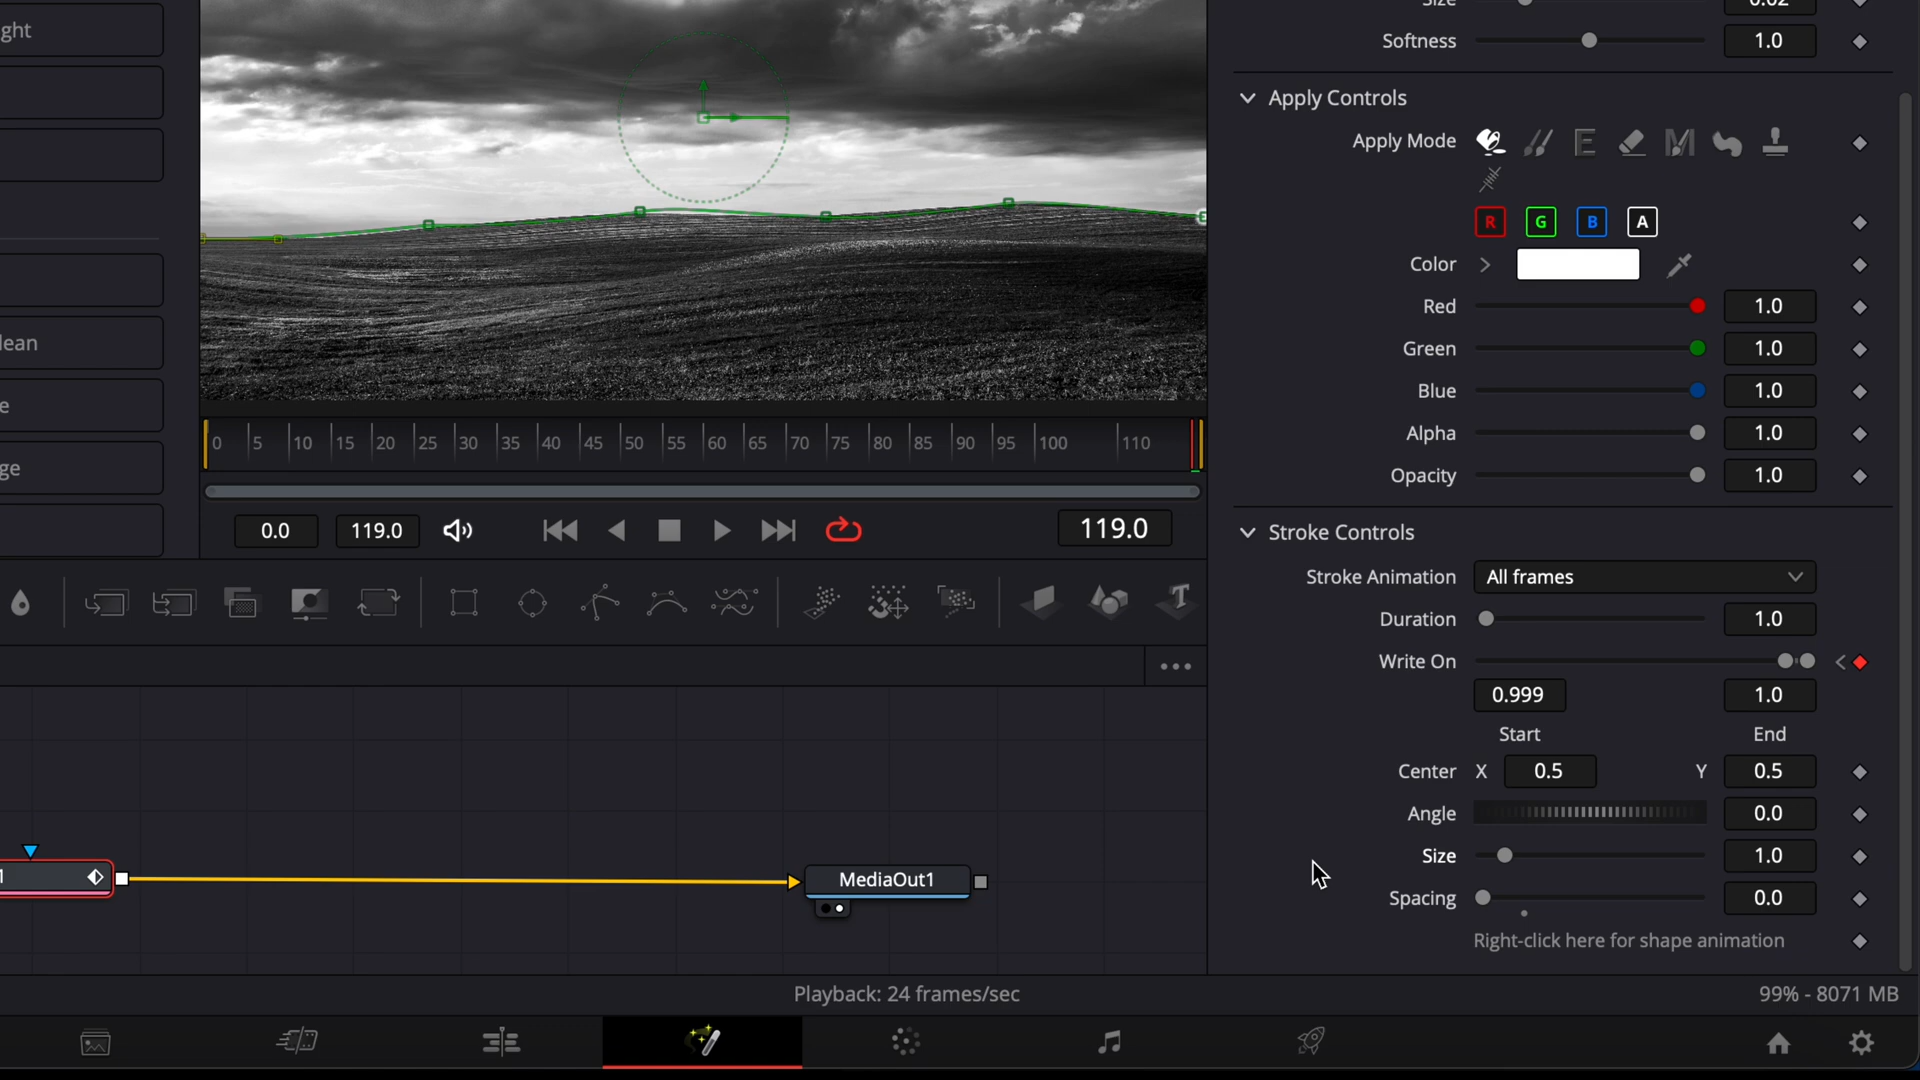 ght
Size 0.02
Softness 1.0
Apply Controls
Apply Mode
R G B A
Color
Red 1.0
Green 1.0
lean
Blue 1.0
e
Alpha 1.0
0 5 10 15 20 25 30 35 40 45 50 55 60 65 70 75 80 85 90 95 100 110
ge
Opacity 1.0
0.0 119.0 119.0
Stroke Controls
Stroke Animation All frames
Duration 1.0
Write On
0.999 1.0
Start End
Center X 0.5 Y 0.5
Angle 0.0
Size 1.0
1
MediaOut1
Spacing 0.0
Right-click here for shape animation
Playback: 24 frames/sec
99% - 8071 MB